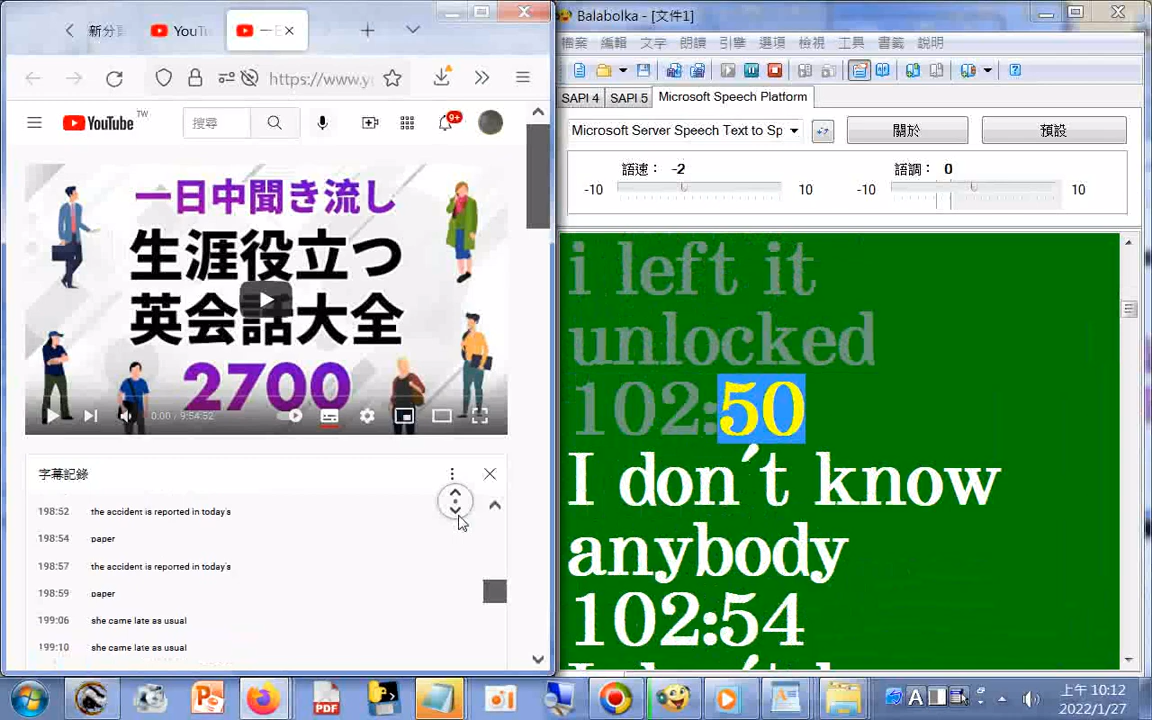 新分
YouTu
一E
https://www.y
YouTube
TW
搜尋
9+
一日中聞き流し
生涯役立つ
英会話大全
2700
0:00 / 9:54:52
字幕記錄
198:52 the accident is reported in today's
198:54 paper
198:57 the accident is reported in today's
198:59 paper
199:06 she came late as usual
199:10 she came late as usual
Balabolka - [文件1]
檔案 編輯 文字 朗讀 引擎 選項 檢視 工具 書籤 說明
SAPI 4 SAPI 5 Microsoft Speech Platform
Microsoft Server Speech Text to Sp
關於
預設
語速： -2
-10 10
語調： 0
-10 10
i left it
unlocked
102:50
I don't know
anybody
102:54
PDF
A
上午 10:12
2022/1/27